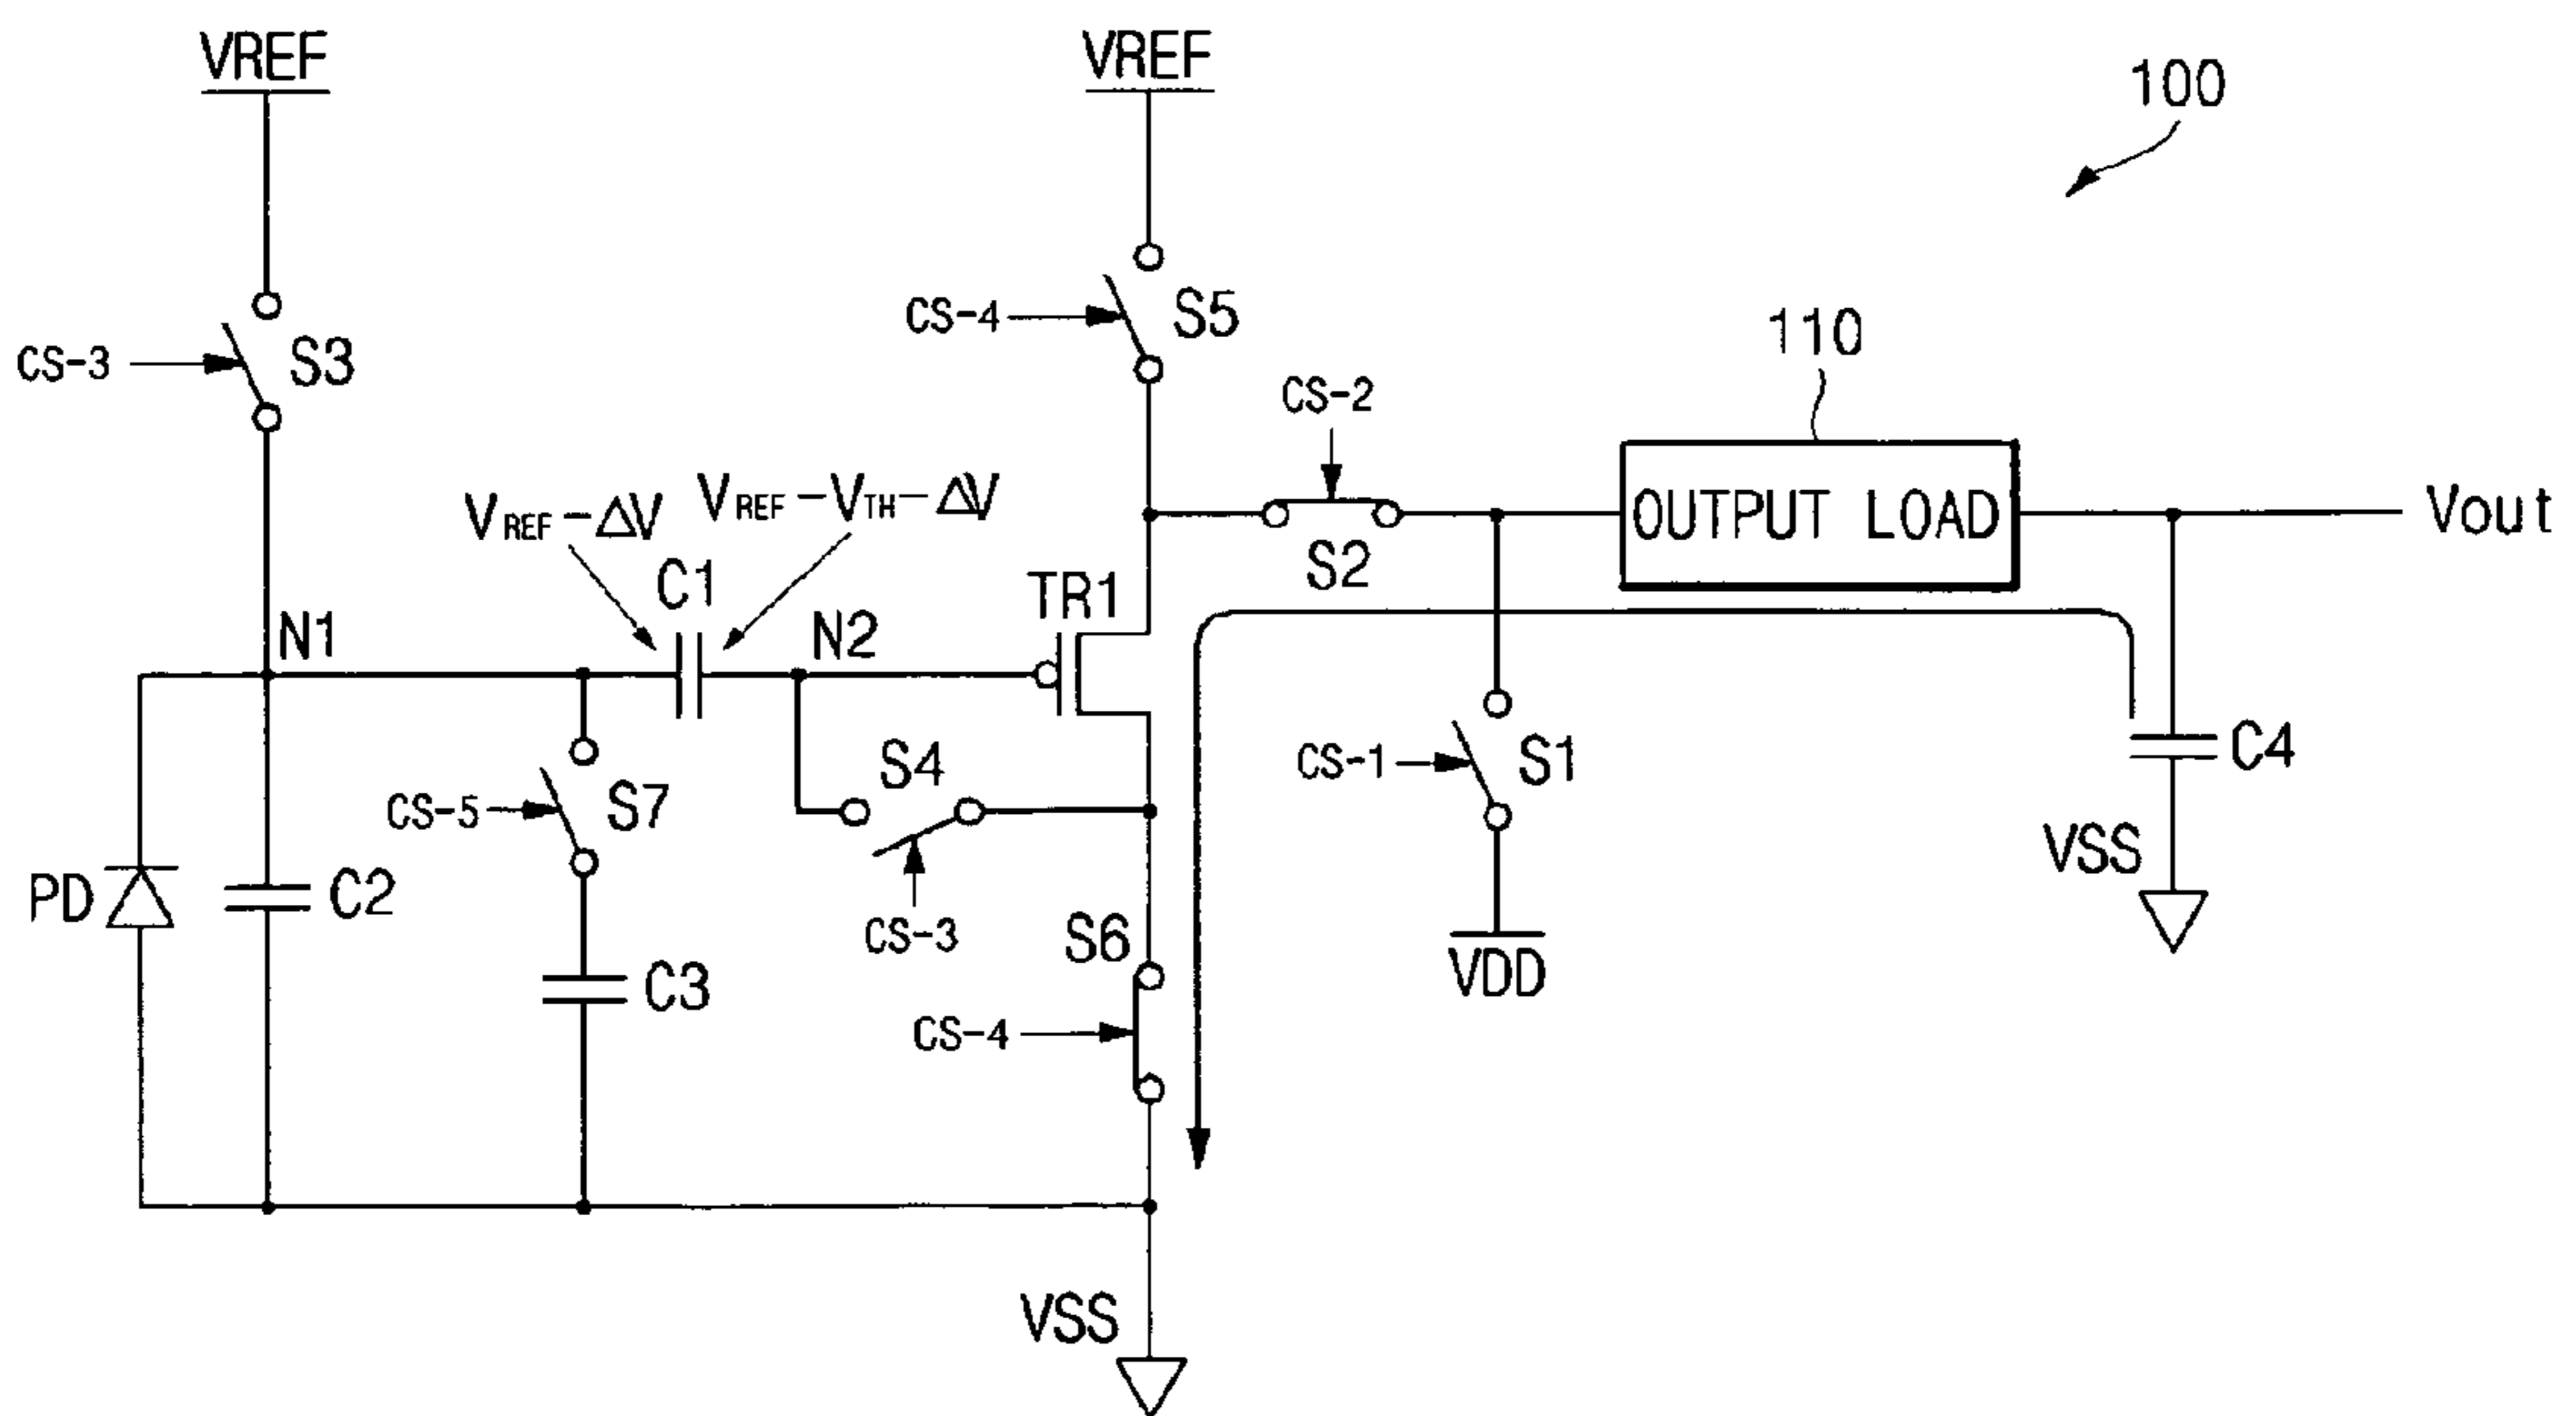 VREF
VREF
100
CS-3
S3
CS-4
S5
110
CS-2
VREF-ΔV
VREF-VTH-ΔV
C1
S2
OUTPUT LOAD
Vout
N1
N2
TR1
CS-5
S7
S4
CS-3
CS-1
S1
C4
VSS
PD
C2
C3
S6
CS-4
VDD
VSS